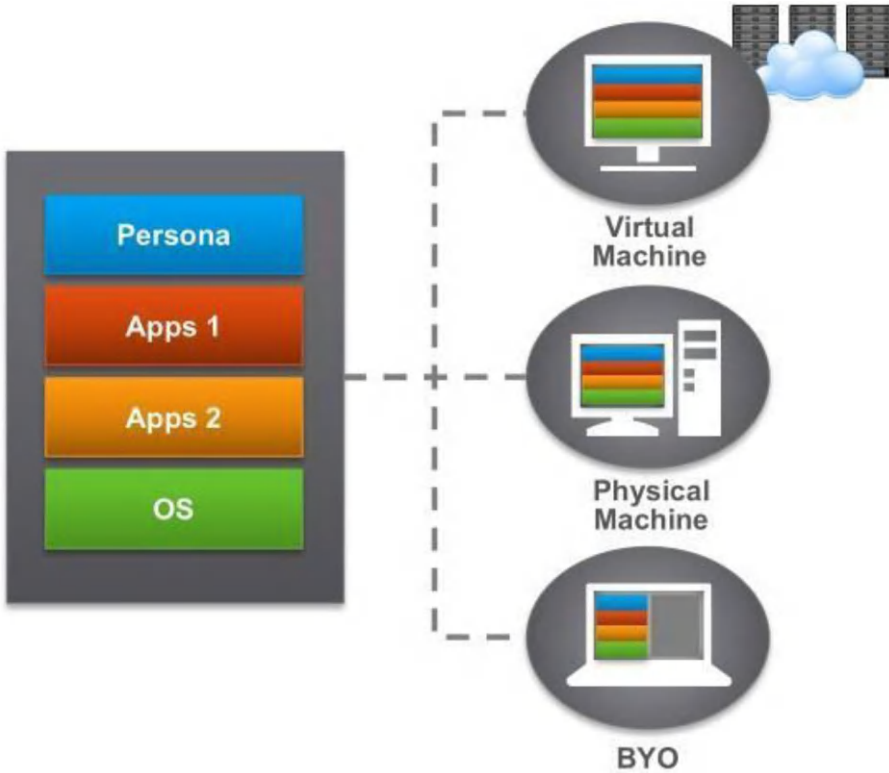 Persona
Apps 1
Apps 2
OS
Virtual
Machine
Physical
Machine
BYO